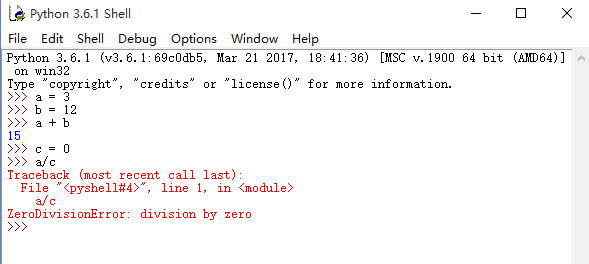 Python 3.6.1 Shell
File Edit Shell Debug Options Window Help
Python 3.6.1 (v3.6.1:69c0db5, Mar 21 2017, 18:41:36) [MSC v.1900 64 bit (AMD64)]
 on win32
Type "copyright", "credits" or "license()" for more information.
>>> a = 3
>>> b = 12
>>> a + b
15
>>> c = 0
>>> a/c
Traceback (most recent call last):
  File "<pyshell#4>", line 1, in <module>
    a/c
ZeroDivisionError: division by zero
>>>